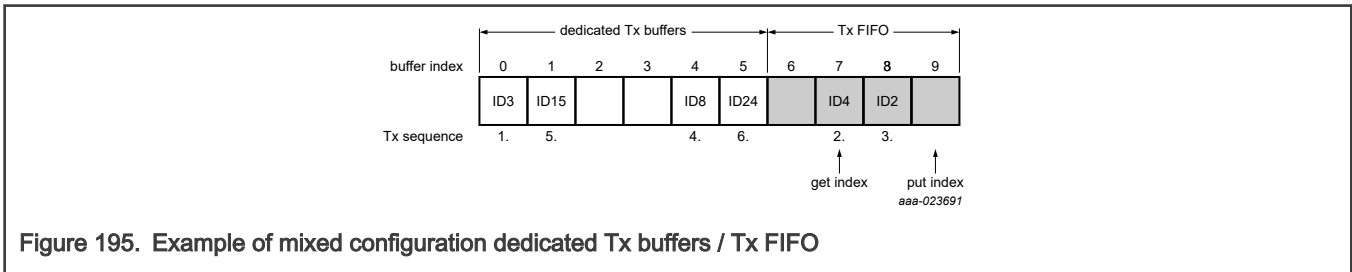 dedicated Tx buffers Tx FIFO
buffer index 0 1 2 3 4 5 6 7 8 9
ID3 ID15 ID8 ID24 ID4 ID2
Tx sequence 1. 5. 4. 6. 2. 3.
get index put index
aaa-023691
Figure 195. Example of mixed configuration dedicated Tx buffers / Tx FIFO